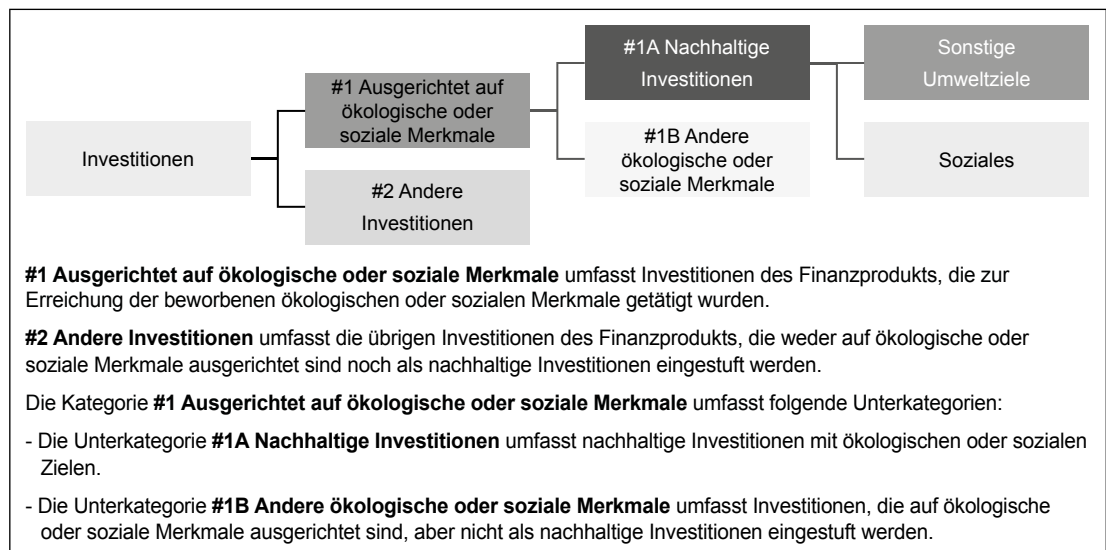 #1A Nachhaltige
Investitionen
Sonstige
Umweltziele
#1 Ausgerichtet auf
ökologische oder
soziale Merkmale
Investitionen
#1B Andere
ökologische oder
soziale Merkmale
Soziales
#2 Andere
Investitionen
#1 Ausgerichtet auf ökologische oder soziale Merkmale umfasst Investitionen des Finanzprodukts, die zur
Erreichung der beworbenen ökologischen oder sozialen Merkmale getätigt wurden.
#2 Andere Investitionen umfasst die übrigen Investitionen des Finanzprodukts, die weder auf ökologische oder
soziale Merkmale ausgerichtet sind noch als nachhaltige Investitionen eingestuft werden.
Die Kategorie #1 Ausgerichtet auf ökologische oder soziale Merkmale umfasst folgende Unterkategorien:
- Die Unterkategorie #1A Nachhaltige Investitionen umfasst nachhaltige Investitionen mit ökologischen oder sozialen
Zielen.
- Die Unterkategorie #1B Andere ökologische oder soziale Merkmale umfasst Investitionen, die auf ökologische
oder soziale Merkmale ausgerichtet sind, aber nicht als nachhaltige Investitionen eingestuft werden.